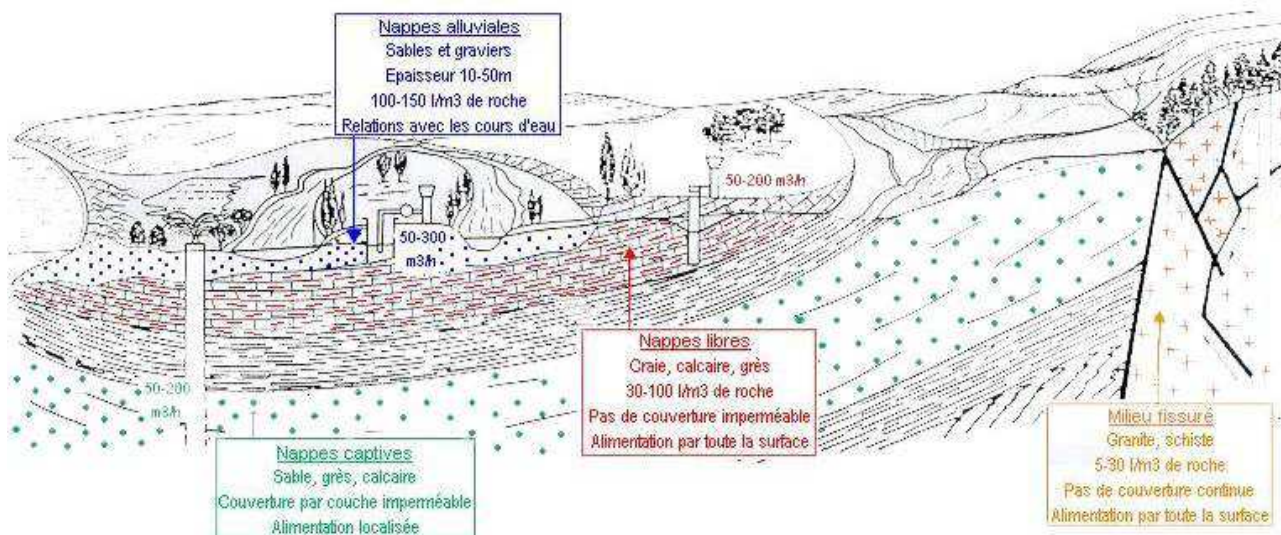 Nappes alluviales
Sables et graviers
Epaisseur 10-50m
100-150 l/m3 de roche
Relations avec les cours d'eau
50-200 m3/h
50-300
m3/h
50-200
m3/h
Nappes libres
Craie, calcaire, grès
30-100 l/m3 de roche
Pas de couverture imperméable
Alimentation par toute la surface
Nappes captives
Sable, grès, calcaire
Couverture par couche imperméable
Alimentation localisée
Milieu fissuré
Granite, schiste
5-30 l/m3 de roche
Pas de couverture continue
Alimentation par toute la surface